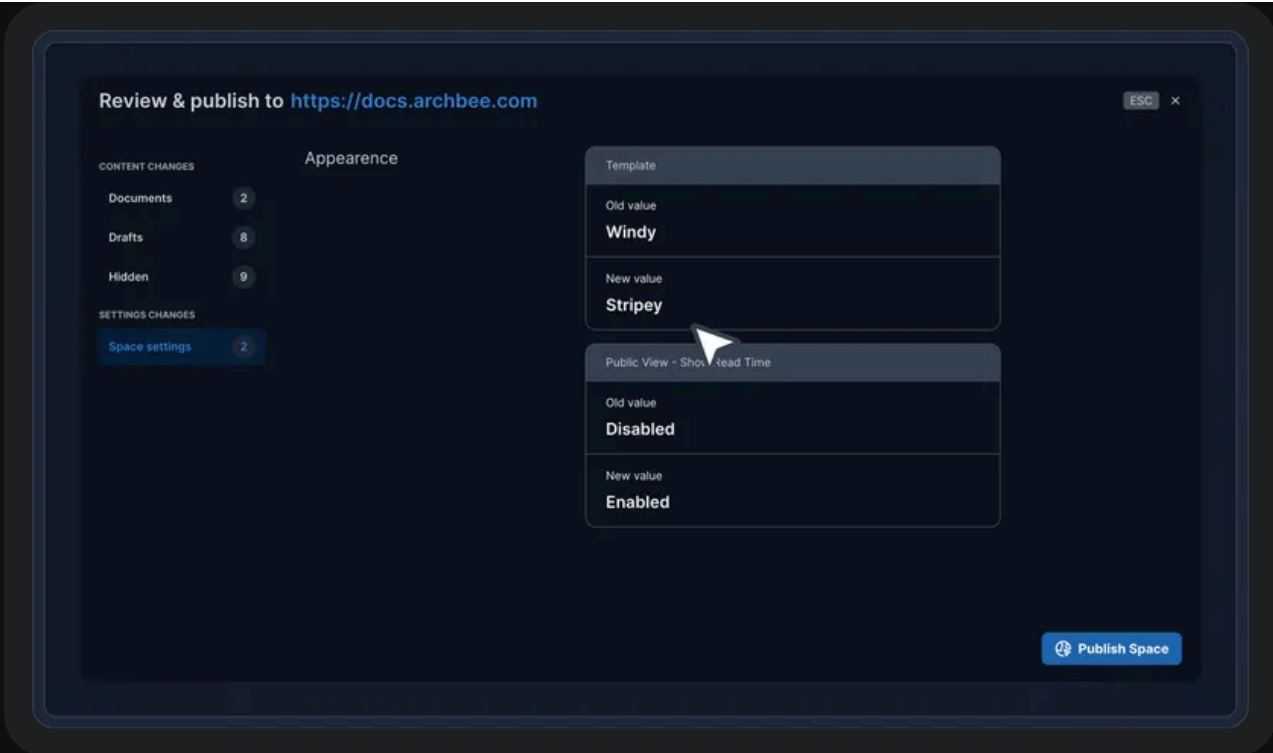 Review & publish to https://docs.archbee.com
ESC ×
CONTENT CHANGES
Documents 2
Drafts 8
Hidden 9
SETTINGS CHANGES
Space settings 2
Appearence
Template
Old value
Windy
New value
Stripey
Public View - Show Read Time
Old value
Disabled
New value
Enabled
Publish Space